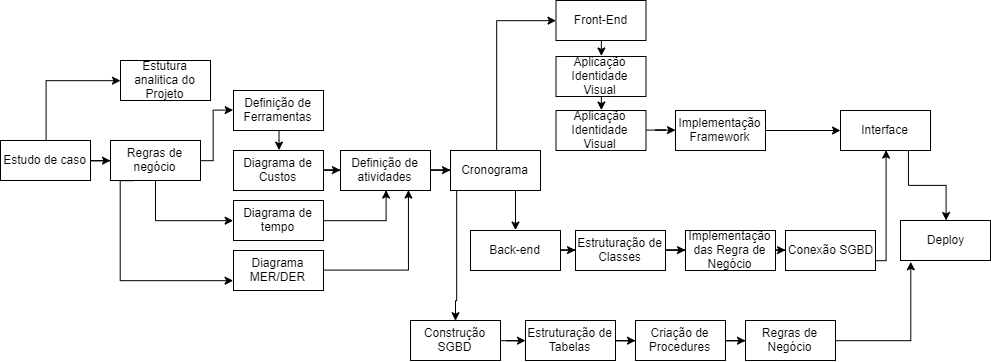 Front-End
Estutura
analitica do
Projeto
Aplicação
Identidade
Visual
Definição de
Ferramentas
Aplicação
Identidade
Visual
Implementação
Framework
Interface
Estudo de caso
Regras de
negócio
Diagrama de
Custos
Definição de
atividades
Cronograma
Diagrama de
tempo
Back-end
Estruturação de
Classes
Implementação
das Regra de
Negócio
Conexão SGBD
Deploy
Diagrama
MER/DER
Construção
SGBD
Estruturação de
Tabelas
Criação de
Procedures
Regras de
Negócio